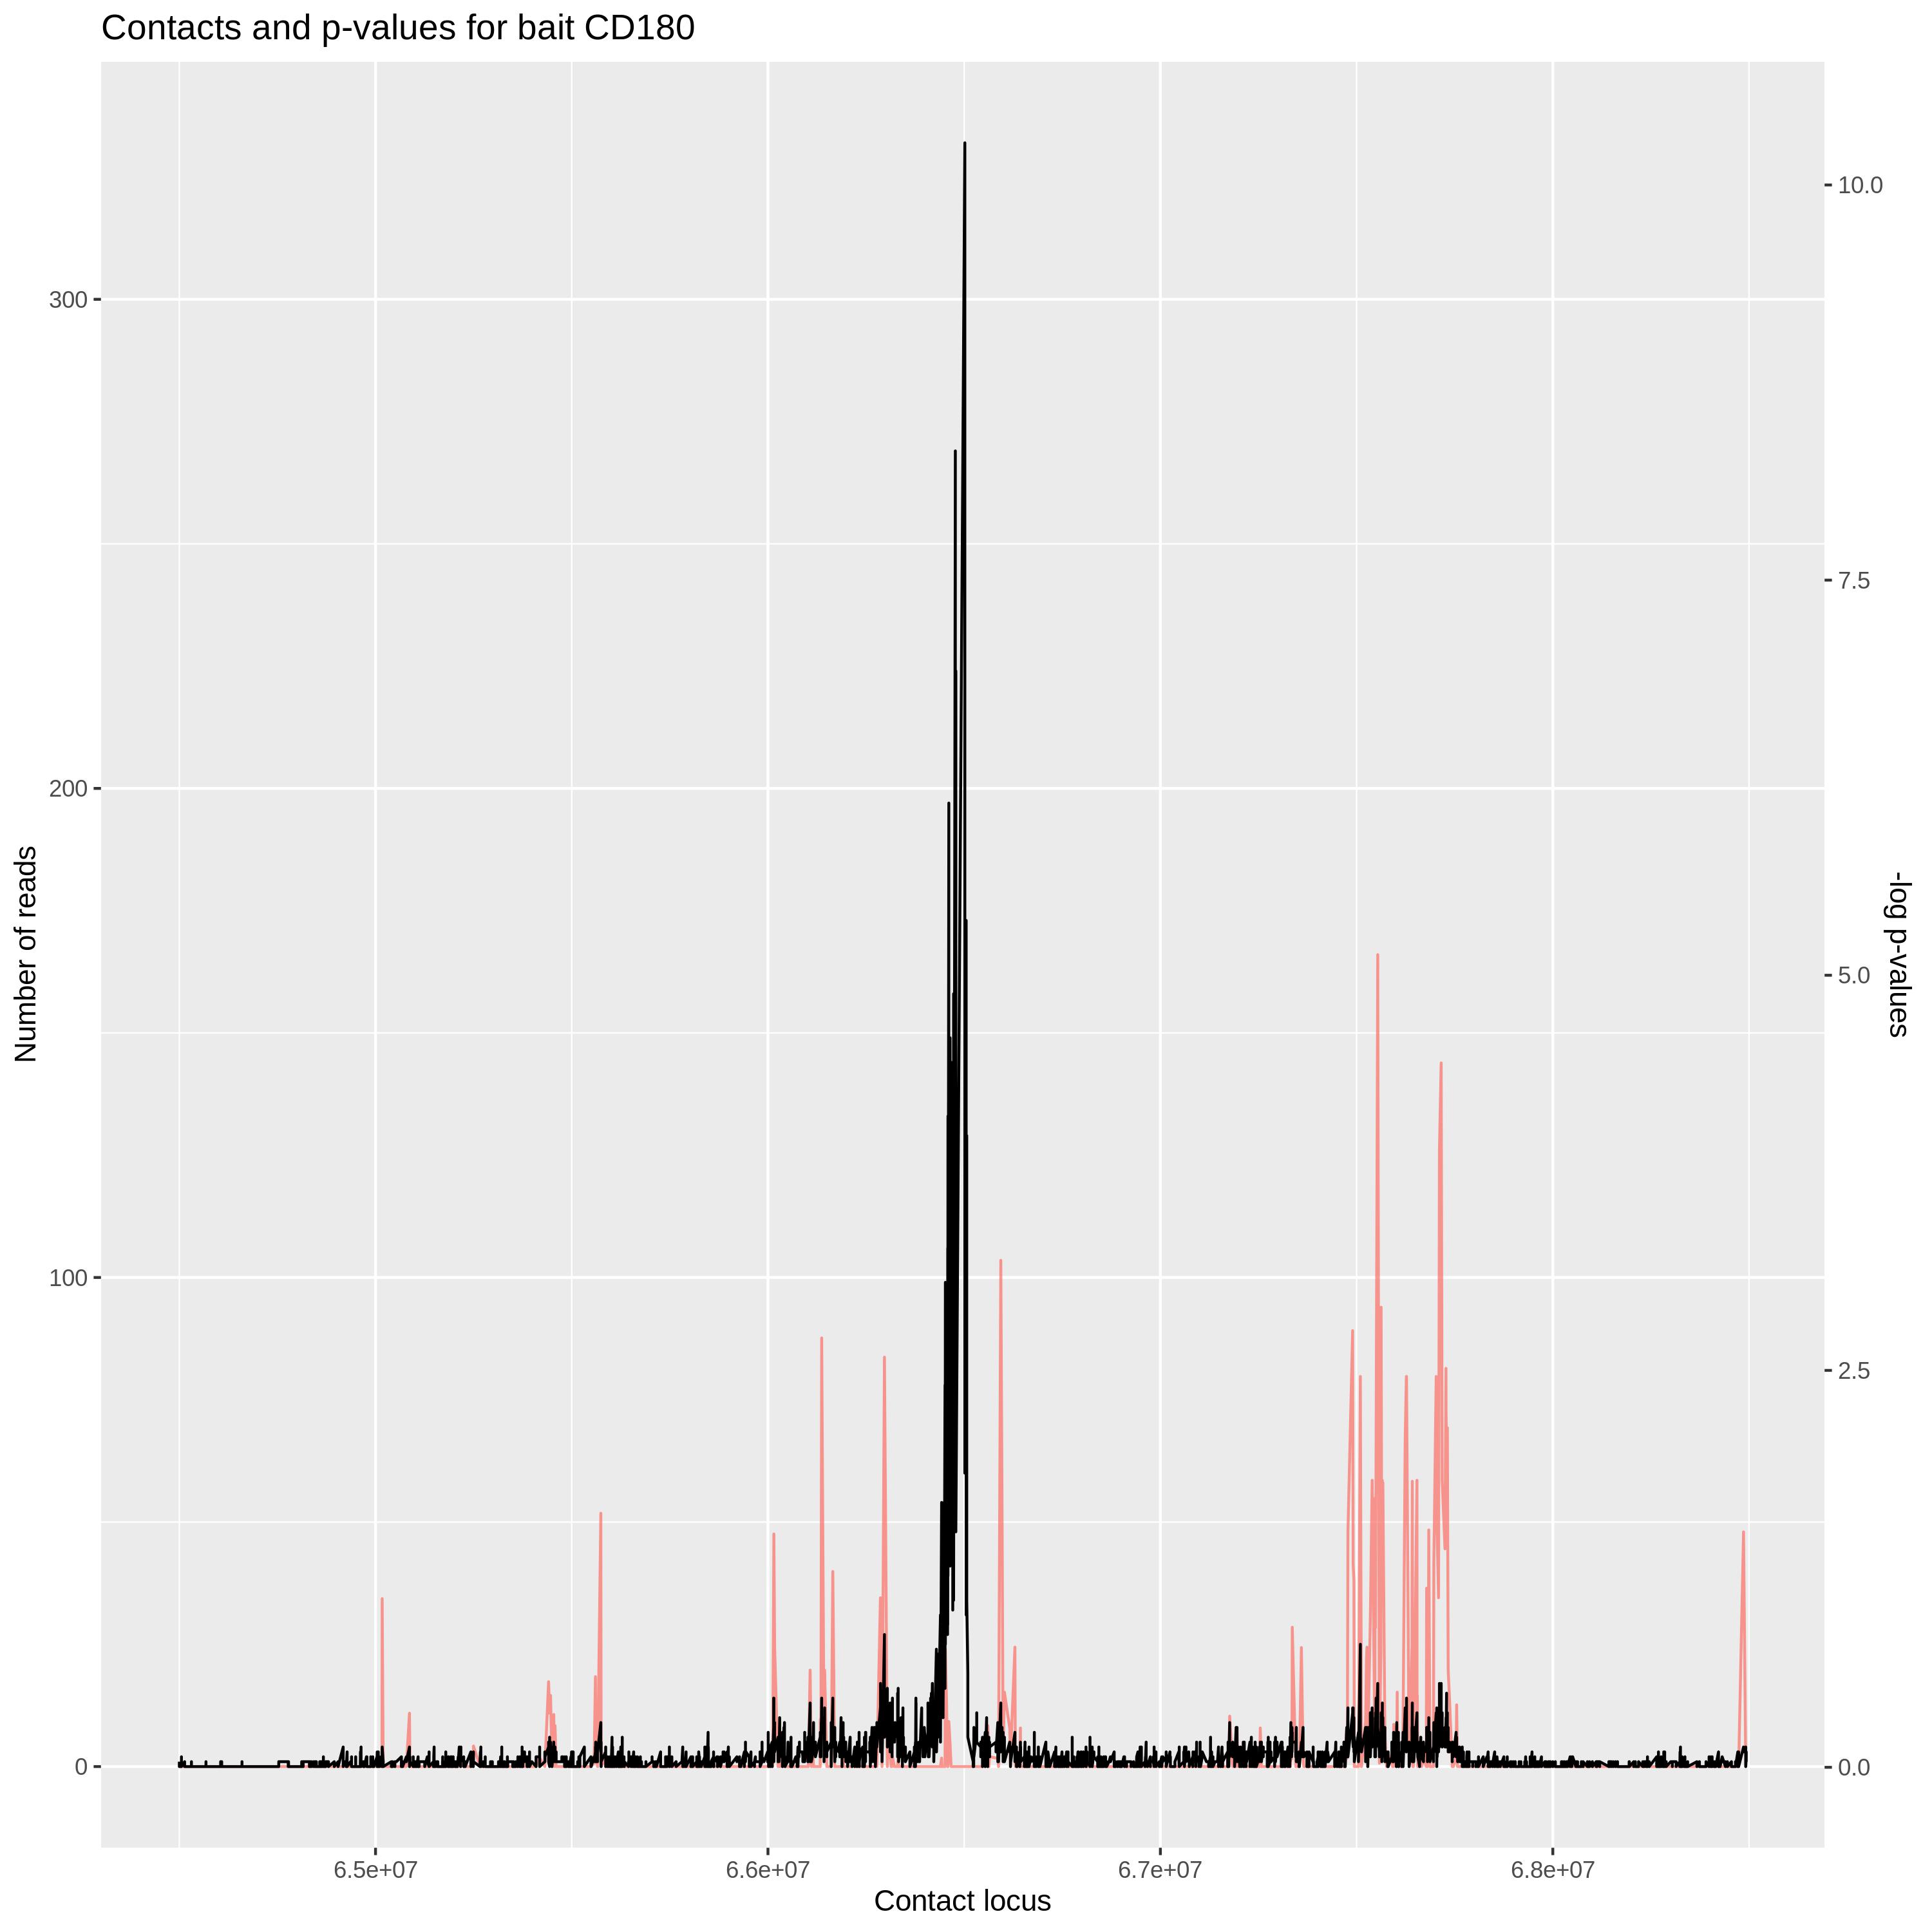 Contacts and p-values for bait CD180
300
200
100
0
Number of reads
10.0
7.5
5.0
2.5
0.0
-log p-values
6.5e+07 6.6e+07 6.7e+07 6.8e+07
Contact locus